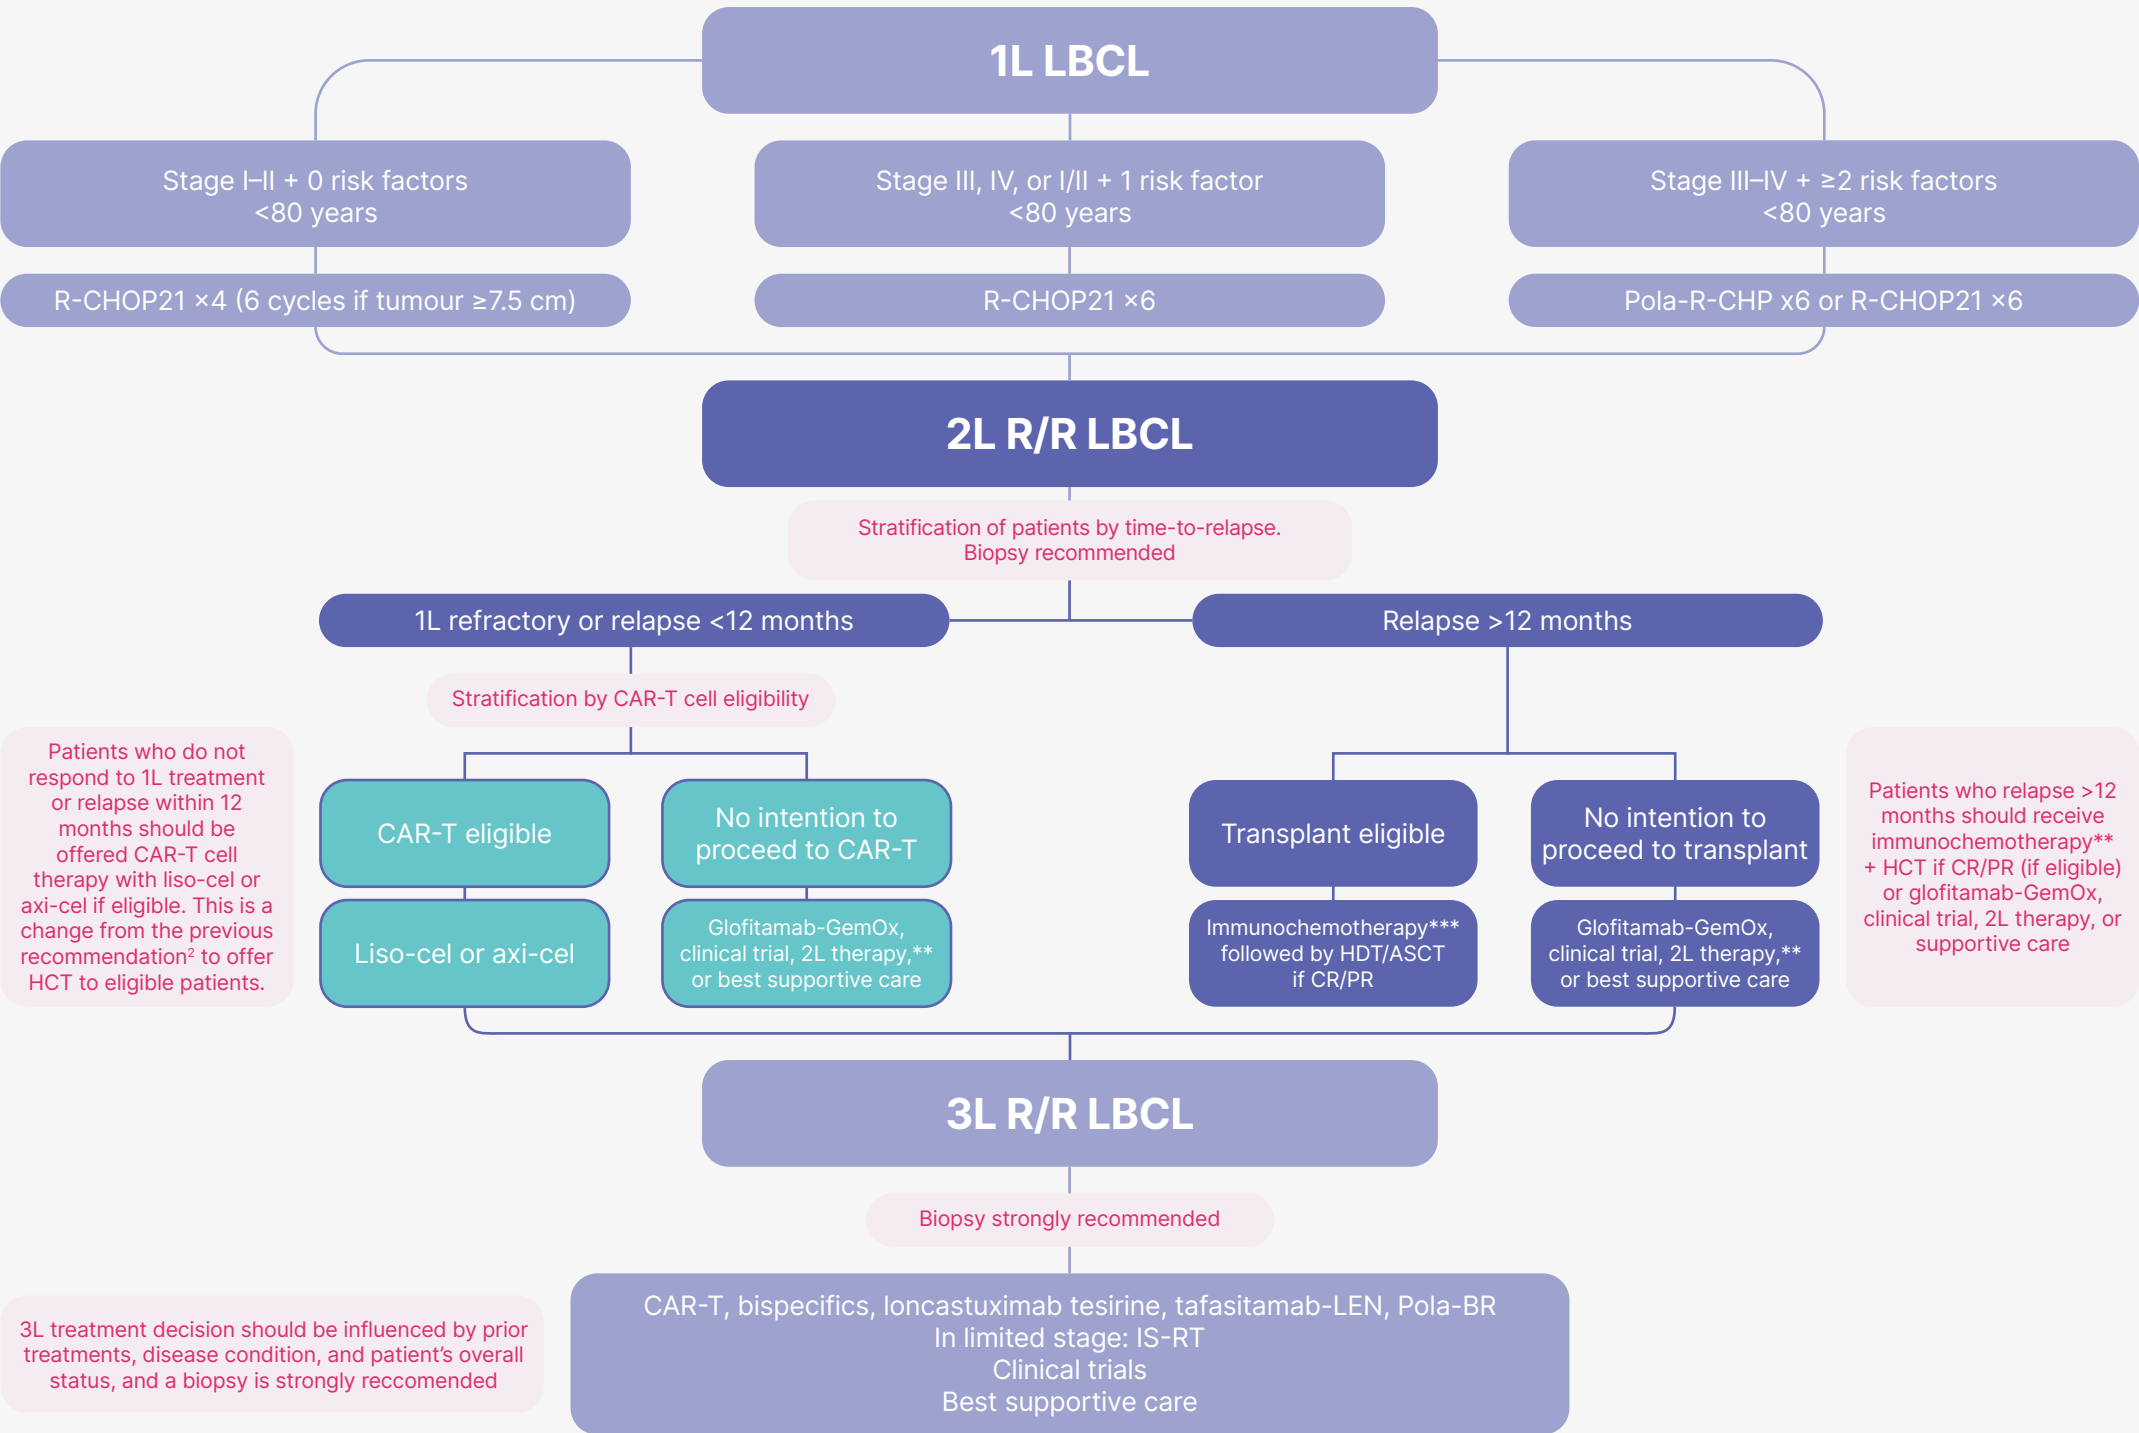 1L LBCL
Stage I–II + 0 risk factors
<80 years
Stage III, IV, or I/II + 1 risk factor
<80 years
Stage III–IV + ≥2 risk factors
<80 years
R-CHOP21 ×4 (6 cycles if tumour ≥7.5 cm)
R-CHOP21 ×6
Pola-R-CHP x6 or R-CHOP21 ×6
2L R/R LBCL
Stratification of patients by time-to-relapse.
Biopsy recommended
1L refractory or relapse <12 months
Relapse >12 months
Stratification by CAR-T cell eligibility
Patients who do not
respond to 1L treatment
or relapse within 12
months should be
offered CAR-T cell
therapy with liso-cel or
axi-cel if eligible. This is a
change from the previous
recommendation² to offer
HCT to eligible patients.
CAR-T eligible
No intention to
proceed to CAR-T
Transplant eligible
No intention to
proceed to transplant
Liso-cel or axi-cel
Glofitamab-GemOx,
clinical trial, 2L therapy,**
or best supportive care
Immunochemotherapy***
followed by HDT/ASCT
if CR/PR
Glofitamab-GemOx,
clinical trial, 2L therapy,**
or best supportive care
Patients who relapse >12
months should receive
immunochemotherapy**
+ HCT if CR/PR (if eligible)
or glofitamab-GemOx,
clinical trial, 2L therapy, or
supportive care
3L R/R LBCL
Biopsy strongly recommended
3L treatment decision should be influenced by prior
treatments, disease condition, and patient's overall
status, and a biopsy is strongly reccomended
CAR-T, bispecifics, loncastuximab tesirine, tafasitamab-LEN, Pola-BR
In limited stage: IS-RT
Clinical trials
Best supportive care